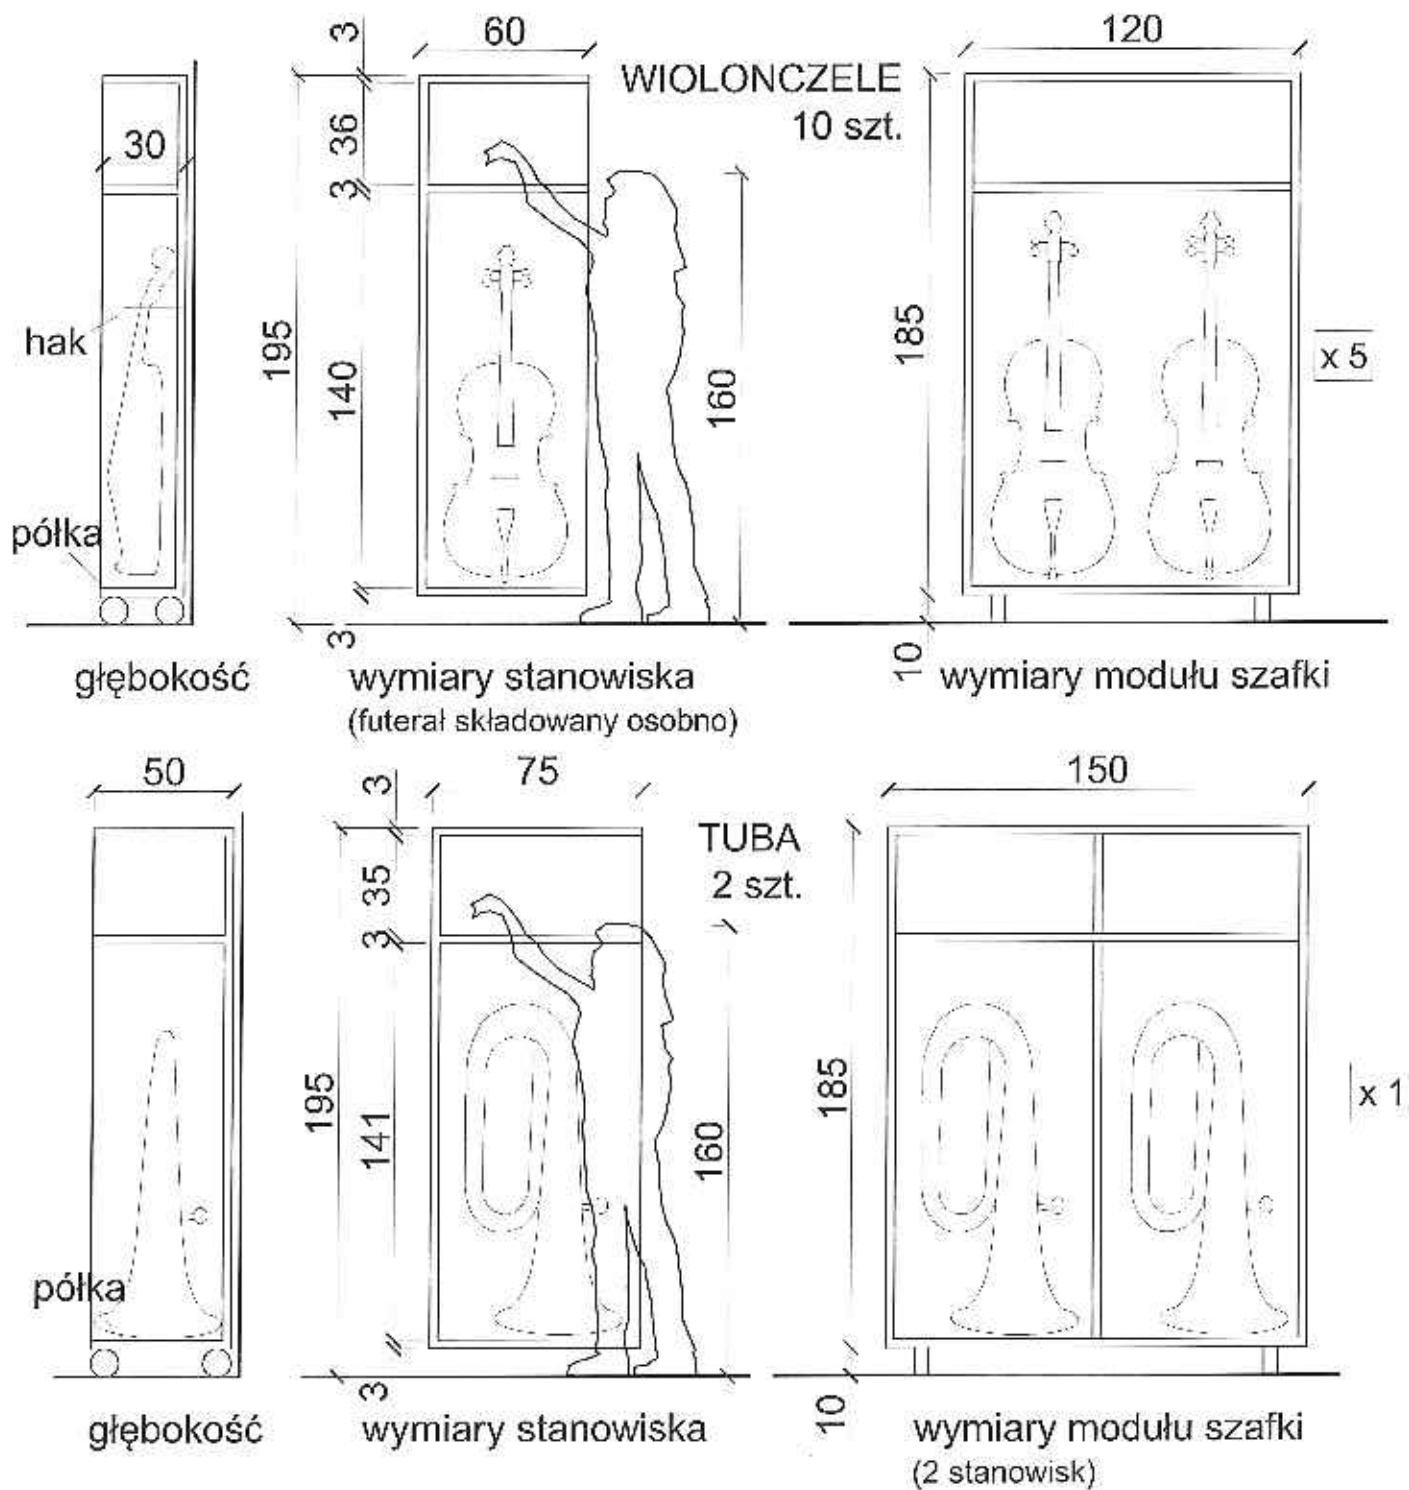 3
60
120
WIOLONCZELE
10 szt.
30
36
3
hak
195
140
160
185
x 5
półka
3
10
głębokość
wymiary stanowiska
(futerał składowany osobno)
wymiary modułu szafki
50
3
75
150
TUBA
2 szt.
35
3
195
141
160
185
x 1
półka
3
10
głębokość
wymiary stanowiska
wymiary modułu szafki
(2 stanowisk)